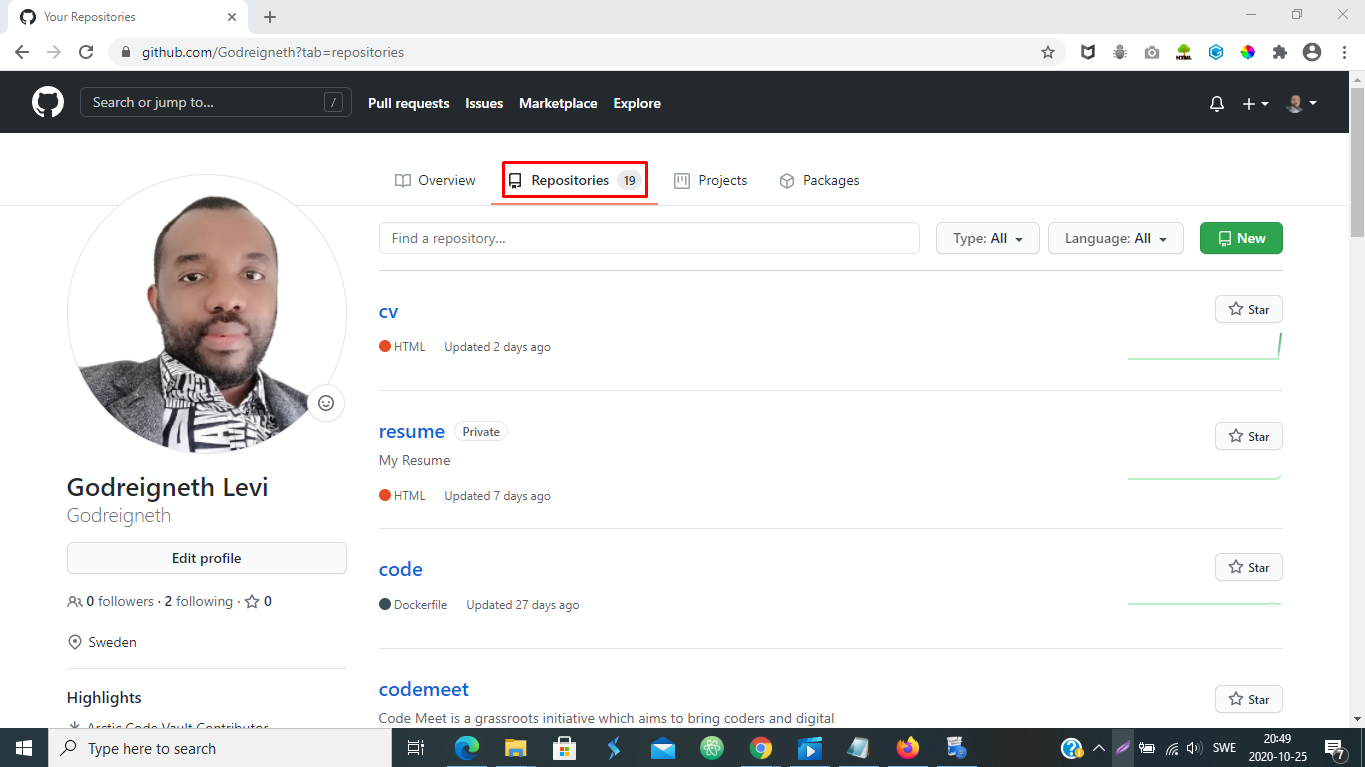 Your Repositories
github.com/Godreigneth?tab=repositories
Search or jump to... /
Pull requests Issues Marketplace Explore
Overview Repositories 19 Projects Packages
Find a repository...
Type: All Language: All New
cv
Star
HTML Updated 2 days ago
resume Private
Star
My Resume
HTML Updated 7 days ago
code
Star
Dockerfile Updated 27 days ago
codemeet
Star
Code Meet is a grassroots initiative which aims to bring coders and digital
Godreigneth Levi
Godreigneth
Edit profile
0 followers · 2 following · 0
Sweden
Highlights
Arctic Code Vault Contributor
Type here to search
SWE
20:49
2020-10-25
7